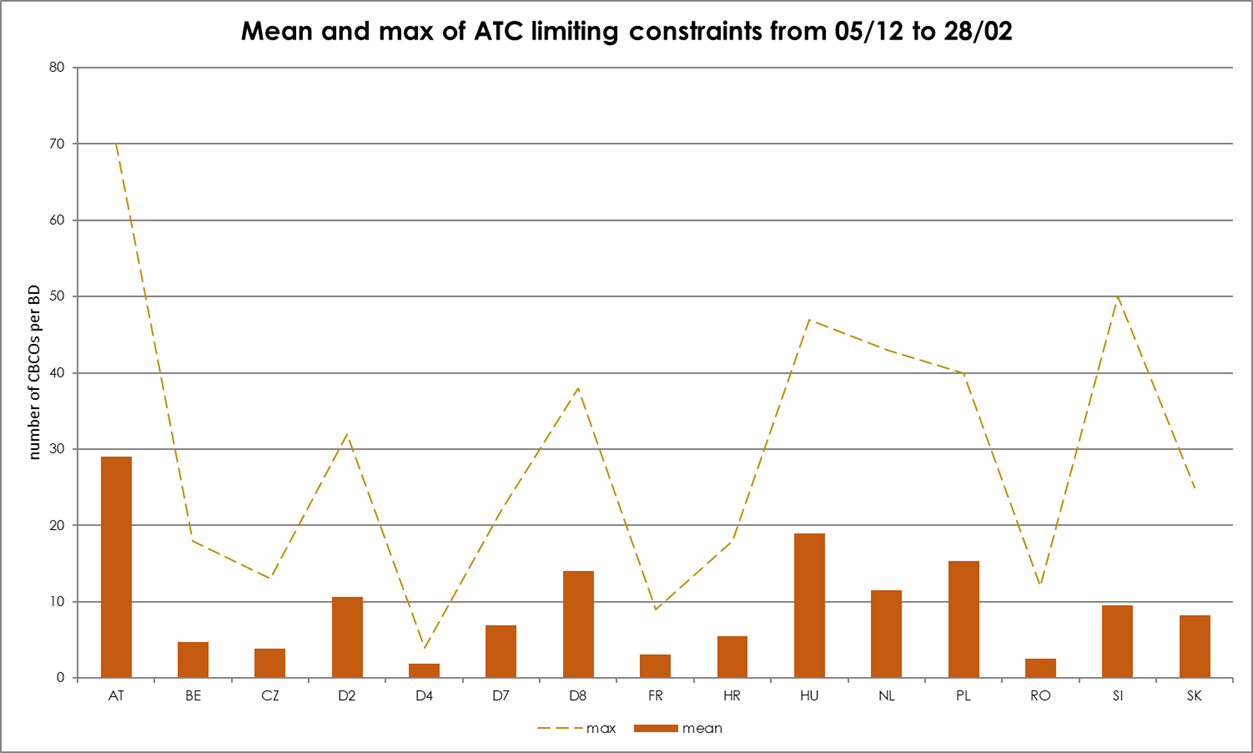 Mean and max of ATC limiting constraints from 05/12 to 28/02
number of CBCOs per BD
80
70
60
50
40
30
20
10
0
AT BE CZ D2 D4 D7 D8 FR HR HU NL PL RO SI SK
max mean